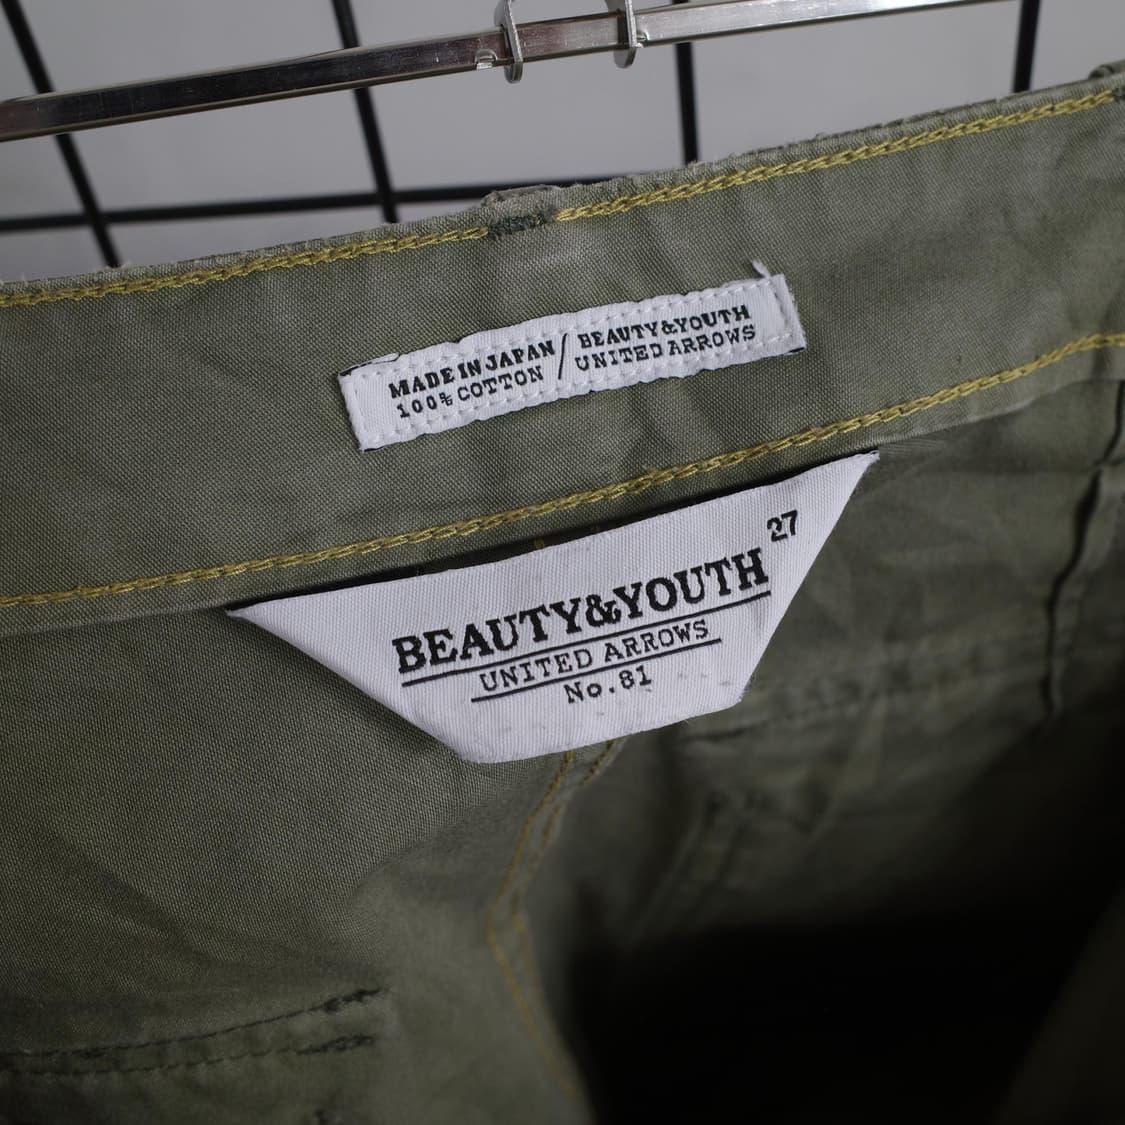 MADE IN JAPAN / BEAUTY&YOUTH
100% COTTON / UNITED ARROWS
27
BEAUTY&YOUTH
UNITED ARROWS
No.81